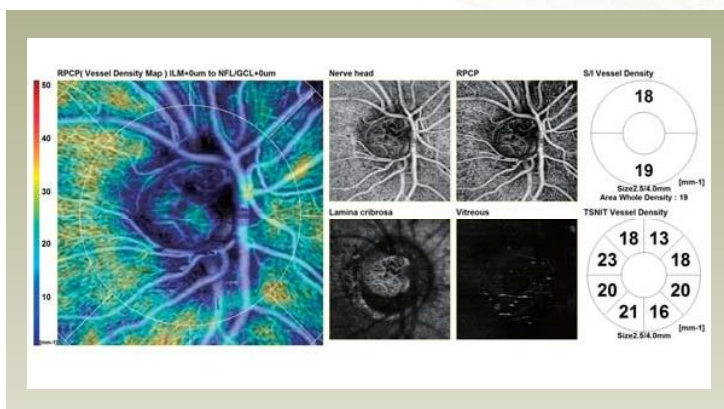 RPCP( Vessel Density Map ) ILM+0um to NFL/GCL+0um
50
40
30
20
10
[mm-1]
Nerve head
RPCP
Lamina cribrosa
Vitreous
S/I Vessel Density
18
19
[mm-1]
Size2.5/4.0mm
Area Whole Density : 19
TSNIT Vessel Density
18 13
23 18
20 20
21 16
[mm-1]
Size2.5/4.0mm